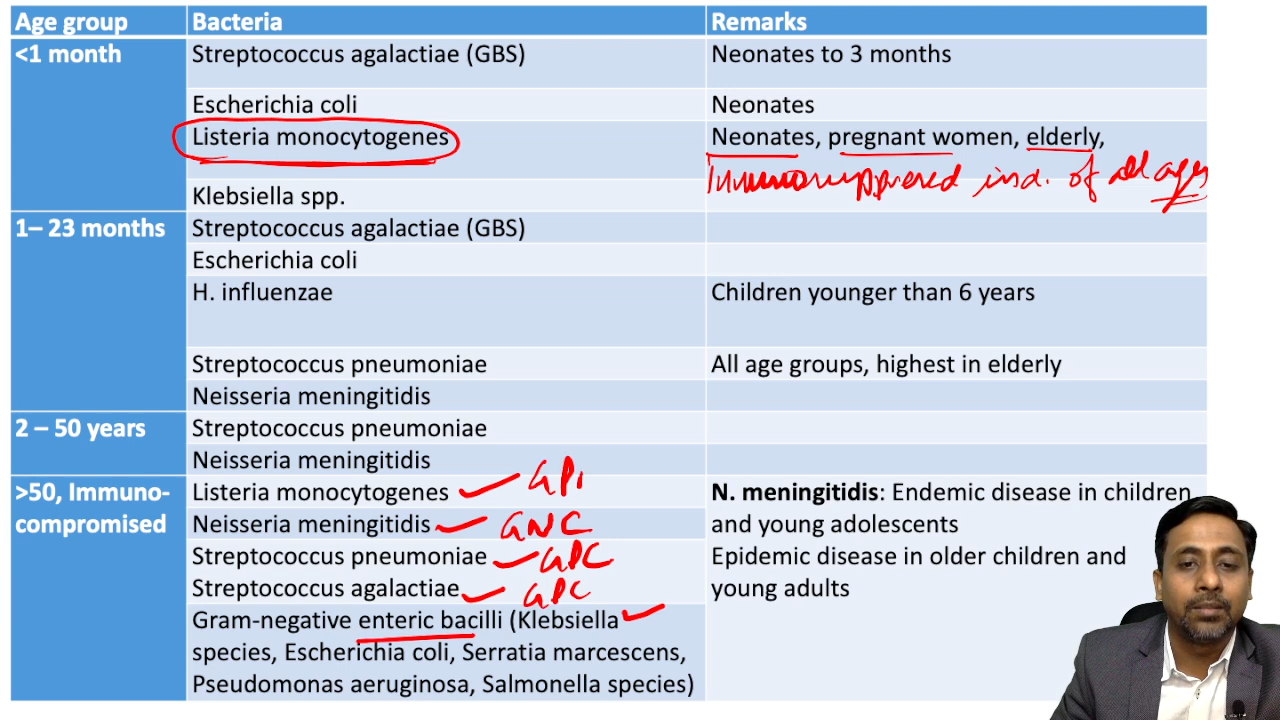 Age group Bacteria Remarks
<1 month Streptococcus agalactiae (GBS) Neonates to 3 months
Escherichia coli Neonates
Listeria monocytogenes Neonates, pregnant women, elderly,
Immunosuppressed ind. of all ages
Klebsiella spp.
1– 23 months Streptococcus agalactiae (GBS)
Escherichia coli
H. influenzae Children younger than 6 years
Streptococcus pneumoniae All age groups, highest in elderly
Neisseria meningitidis
2 – 50 years Streptococcus pneumoniae
Neisseria meningitidis
>50, Immuno- Listeria monocytogenes N. meningitidis: Endemic disease in children
compromised Neisseria meningitidis GNC and young adolescents
Streptococcus pneumoniae GPC Epidemic disease in older children and
Streptococcus agalactiae GPC young adults
Gram-negative enteric bacilli (Klebsiella
species, Escherichia coli, Serratia marcescens,
Pseudomonas aeruginosa, Salmonella species)